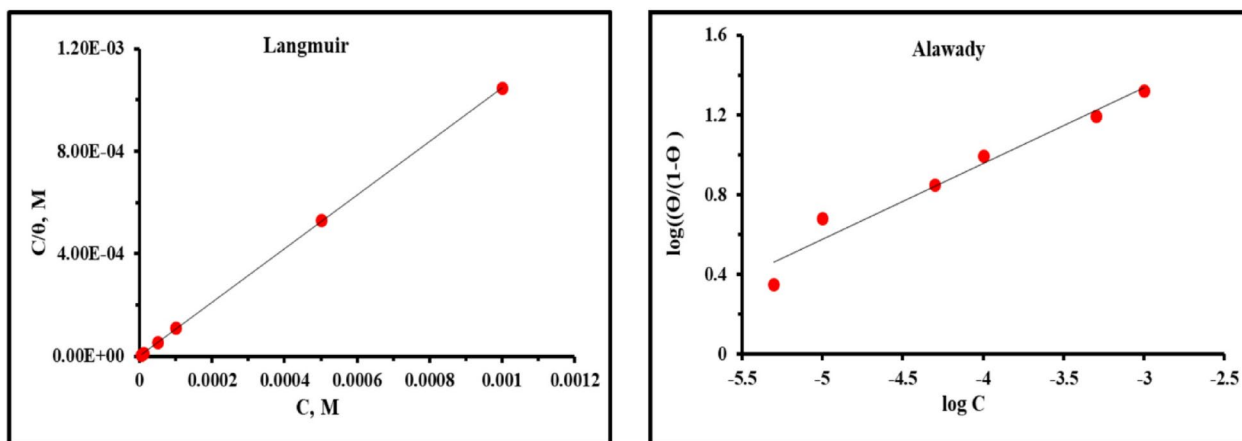 Langmuir
1.20E-03
8.00E-04
4.00E-04
0.00E+00
C/θ, M
0 0.0002 0.0004 0.0006 0.0008 0.001 0.0012
C, M
Alawady
1.6
1.2
0.8
0.4
0
log((Ɵ/(1-Ɵ )
-5.5 -5 -4.5 -4 -3.5 -3 -2.5
log C